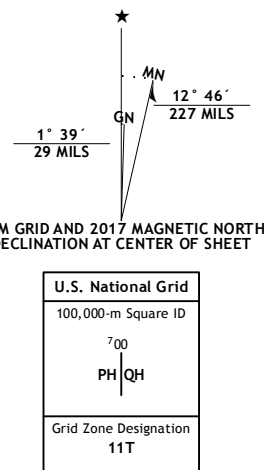 ★
MN
GN
12° 46´
227 MILS
1° 39´
29 MILS
M GRID AND 2017 MAGNETIC NORTH
DECLINATION AT CENTER OF SHEET
U.S. National Grid
100,000-m Square ID
700
PH QH
Grid Zone Designation
11T